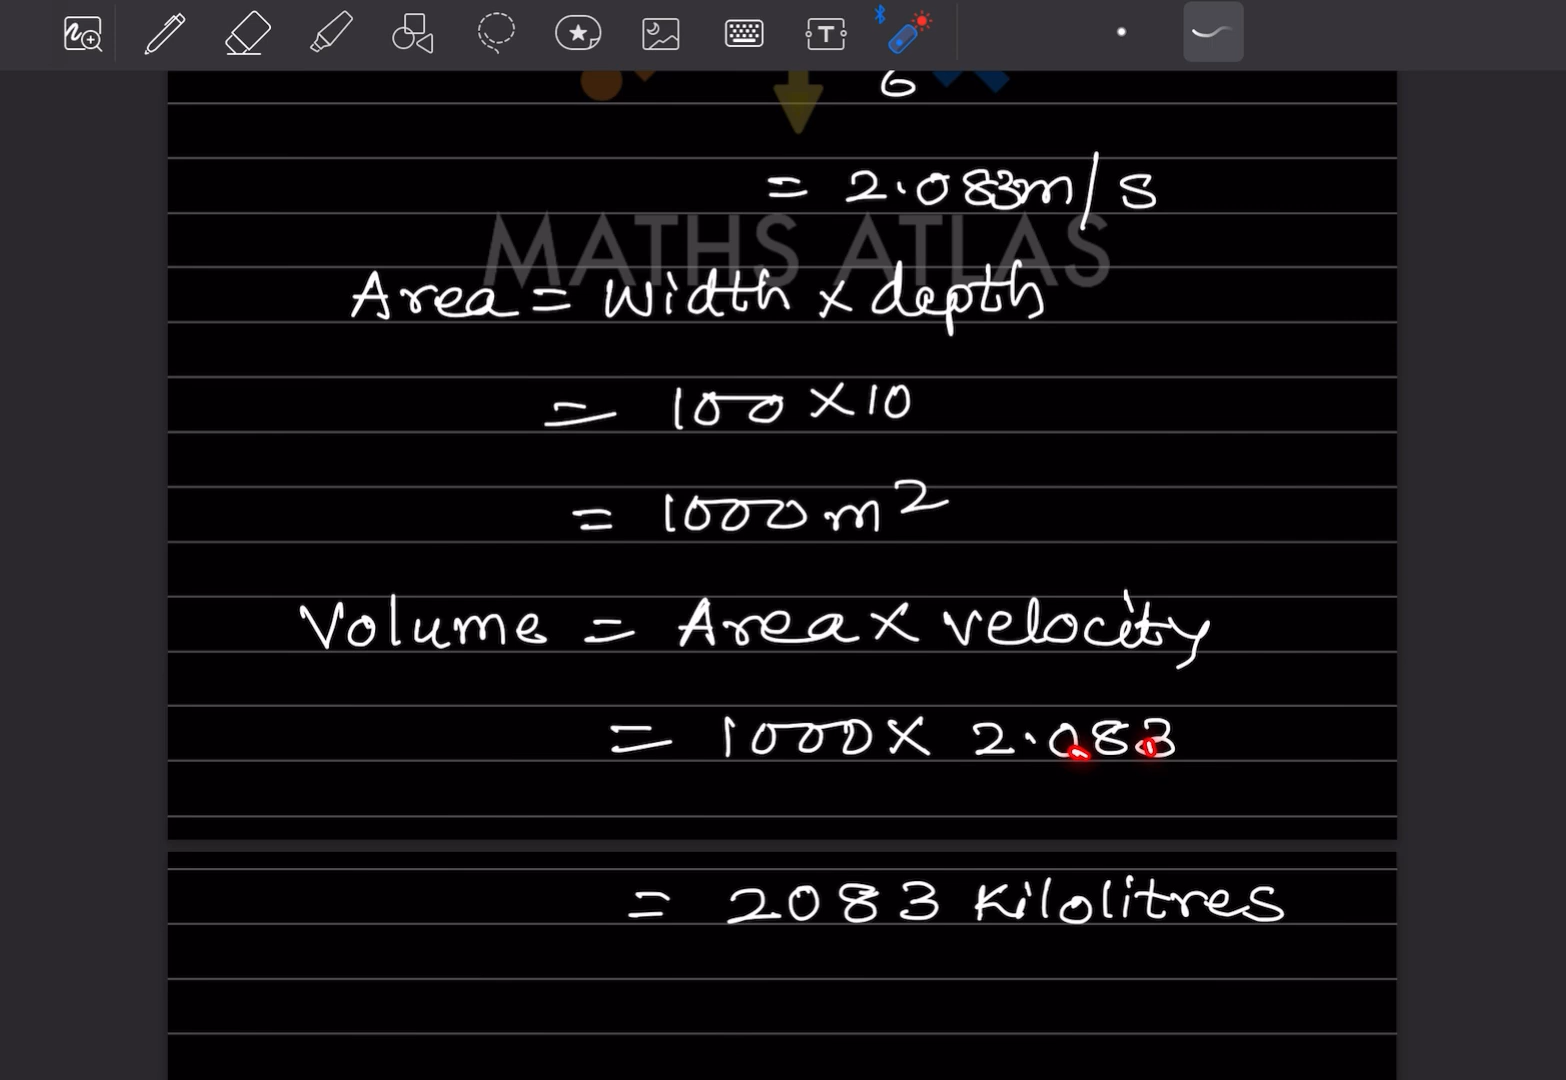 6
= 2.083m/s
MATHS ATLAS
Area = Width x depth
= 100 X 10
= 1000 m²
Volume = Area X velocity
= 1000 X 2.083
= 2083 Kilolitres